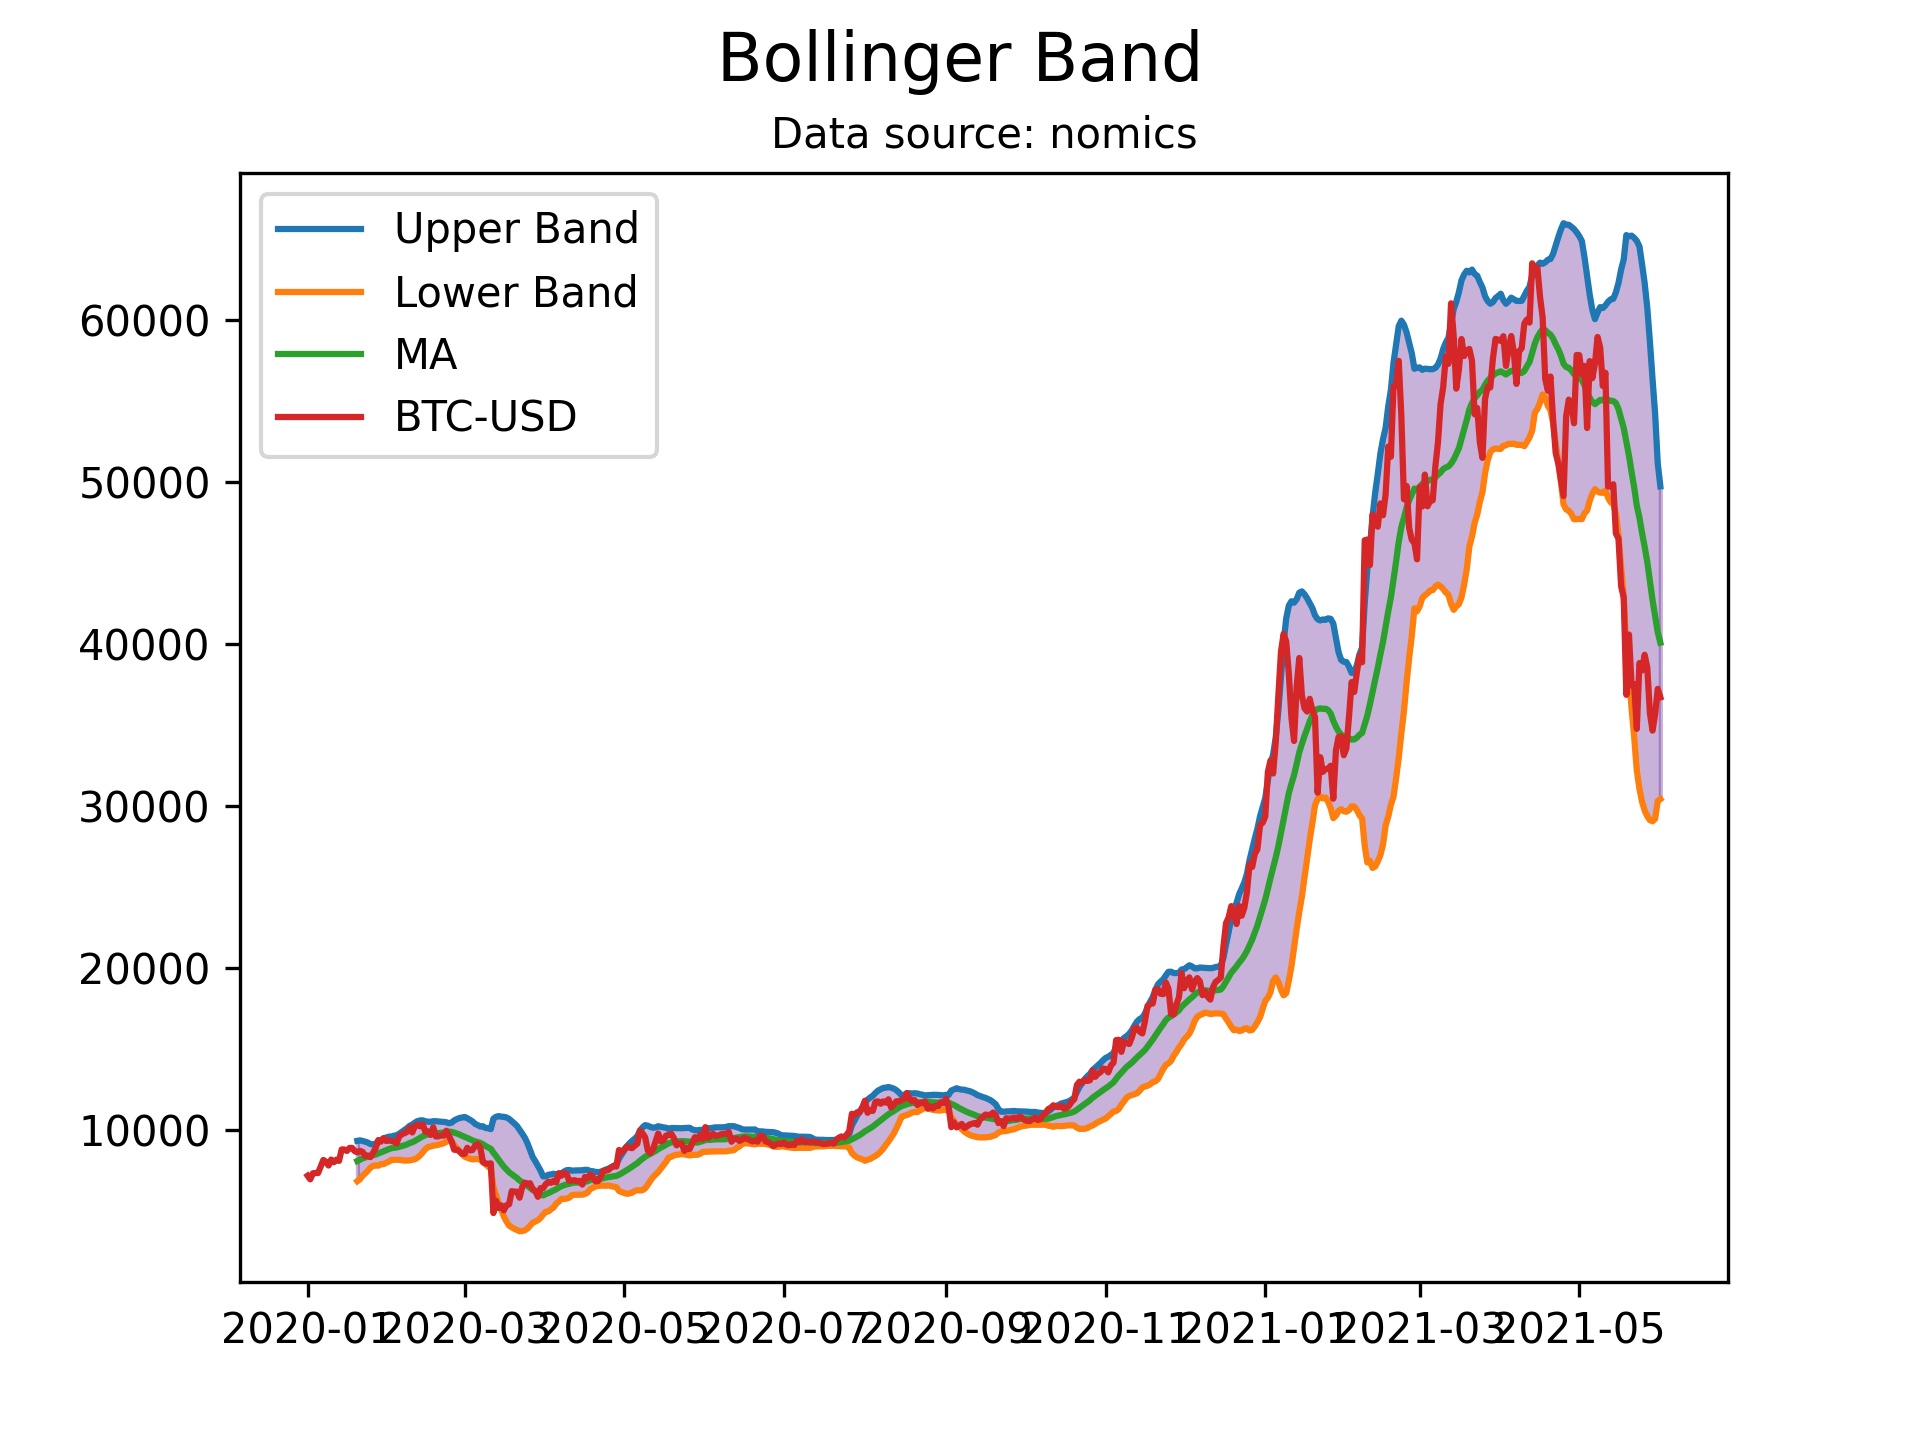 Bollinger Band
Data source: nomics
Upper Band
Lower Band
MA
BTC-USD
60000
50000
40000
30000
20000
10000
2020-01 2020-03 2020-05 2020-07 2020-09 2020-11 2021-01 2021-03 2021-05